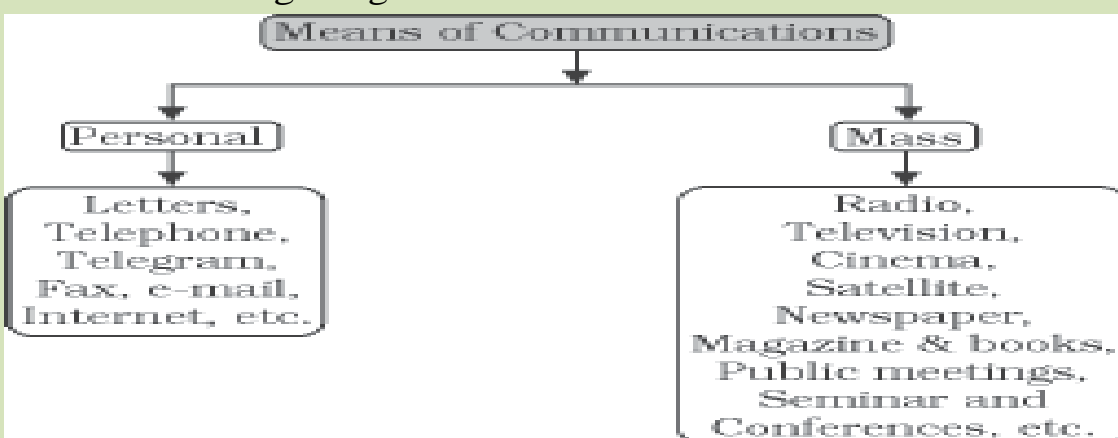 Means of Communications
Personal
Mass
Letters,
Telephone,
Telegram,
Fax, e-mail,
Internet, etc.
Radio,
Television,
Cinema,
Satellite,
Newspaper,
Magazine & books,
Public meetings,
Seminar and
Conferences, etc.